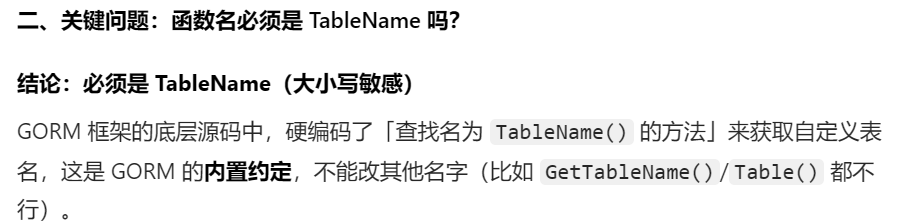 二、关键问题：函数名必须是 TableName 吗？
结论：必须是 TableName（大小写敏感）
GORM 框架的底层源码中，硬编码了「查找名为 TableName() 的方法」来获取自定义表
名，这是 GORM 的内置约定，不能改其他名字（比如 GetTableName()/Table() 都不
行）。